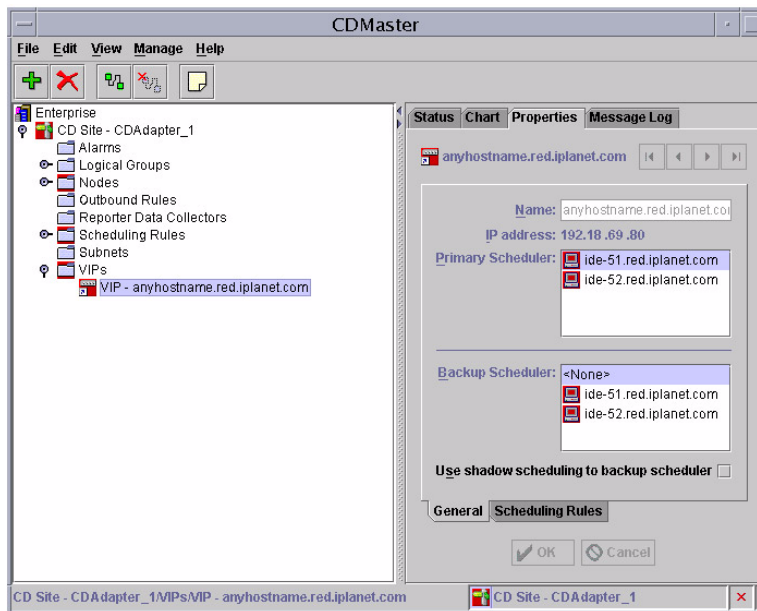 CDMaster
File Edit View Manage Help
Enterprise
CD Site - CDAdapter_1
Alarms
Logical Groups
Nodes
Outbound Rules
Reporter Data Collectors
Scheduling Rules
Subnets
VIPs
VIP - anyhostname.red.iplanet.com
Status Chart Properties Message Log
anyhostname.red.iplanet.com
Name: anyhostname.red.iplanet.coi
IP address: 192.18 .69 .80
Primary Scheduler: ide-51.red.iplanet.com
ide-52.red.iplanet.com
Backup Scheduler: <None>
ide-51.red.iplanet.com
ide-52.red.iplanet.com
Use shadow scheduling to backup scheduler
General Scheduling Rules
OK Cancel
CD Site - CDAdapter_1/VIPs/VIP - anyhostname.red.iplanet.com
CD Site - CDAdapter_1